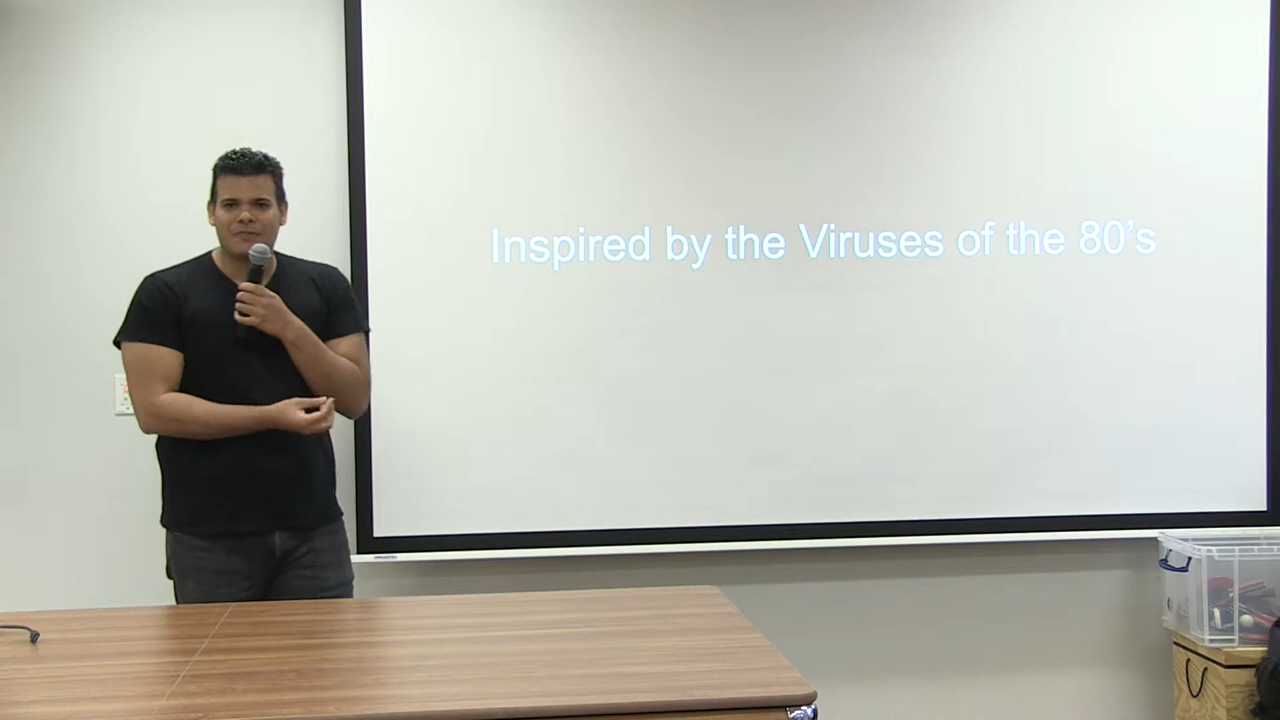 Inspired by the Viruses of the 80's